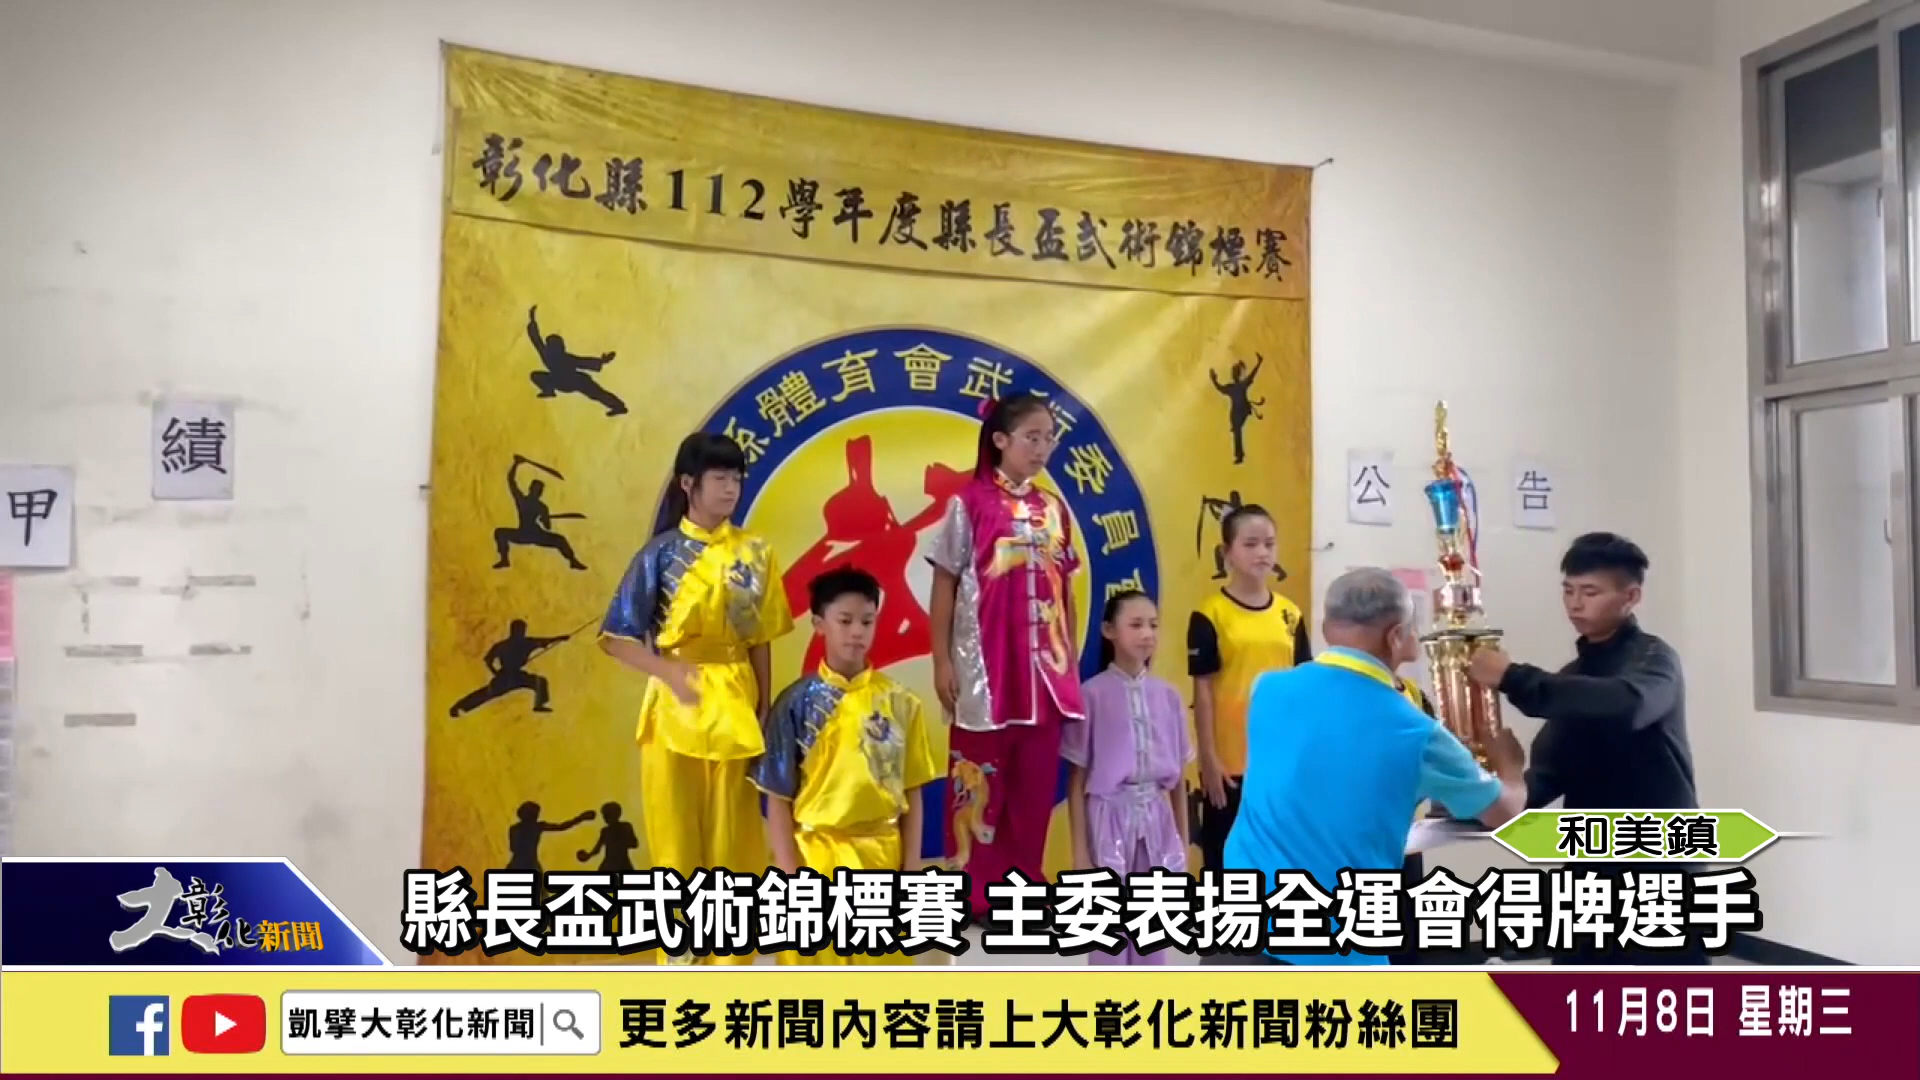 彰化縣112學年度縣長盃武術錦標賽
縣體育會武術委員會
績
甲
公
告
和美鎮
大彰化新聞
縣長盃武術錦標賽 主委表揚全運會得牌選手
凱擘大彰化新聞
更多新聞內容請上大彰化新聞粉絲團
11月8日 星期三